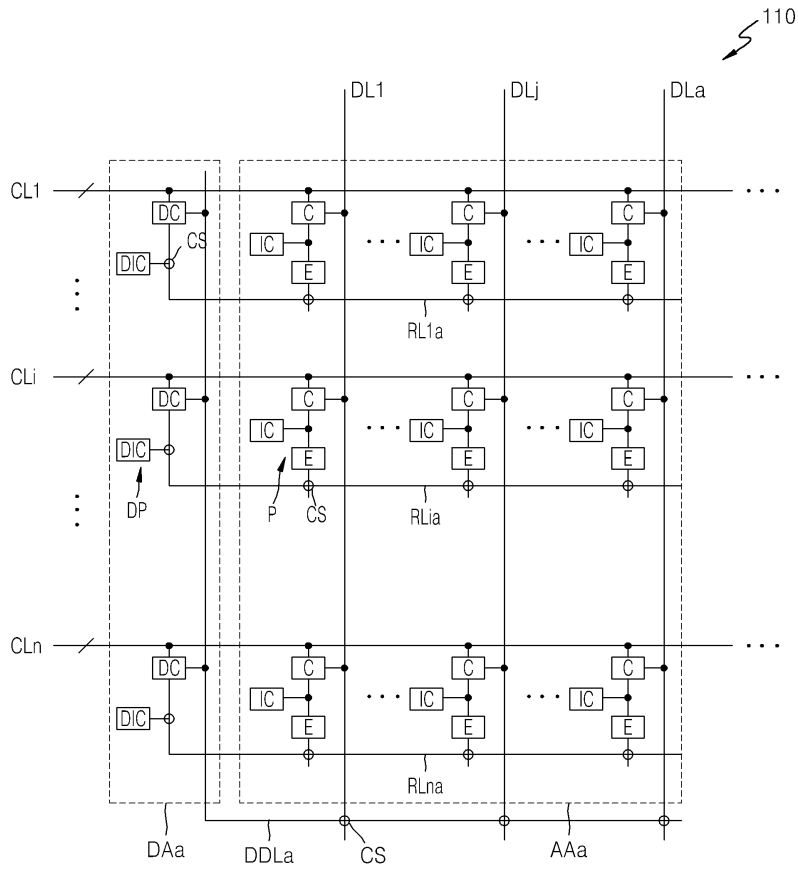 110
DL1 DLj DLa
CL1
DC C C C
CS
DIC IC ··· IC ··· IC
E E E
RL1a
CLi
DC C C C
DIC IC ··· IC ··· IC
E E E
DP P CS RLia
CLn
DC C C C
DIC IC ··· IC ··· IC
E E E
RLna
DAa DDLa CS AAa